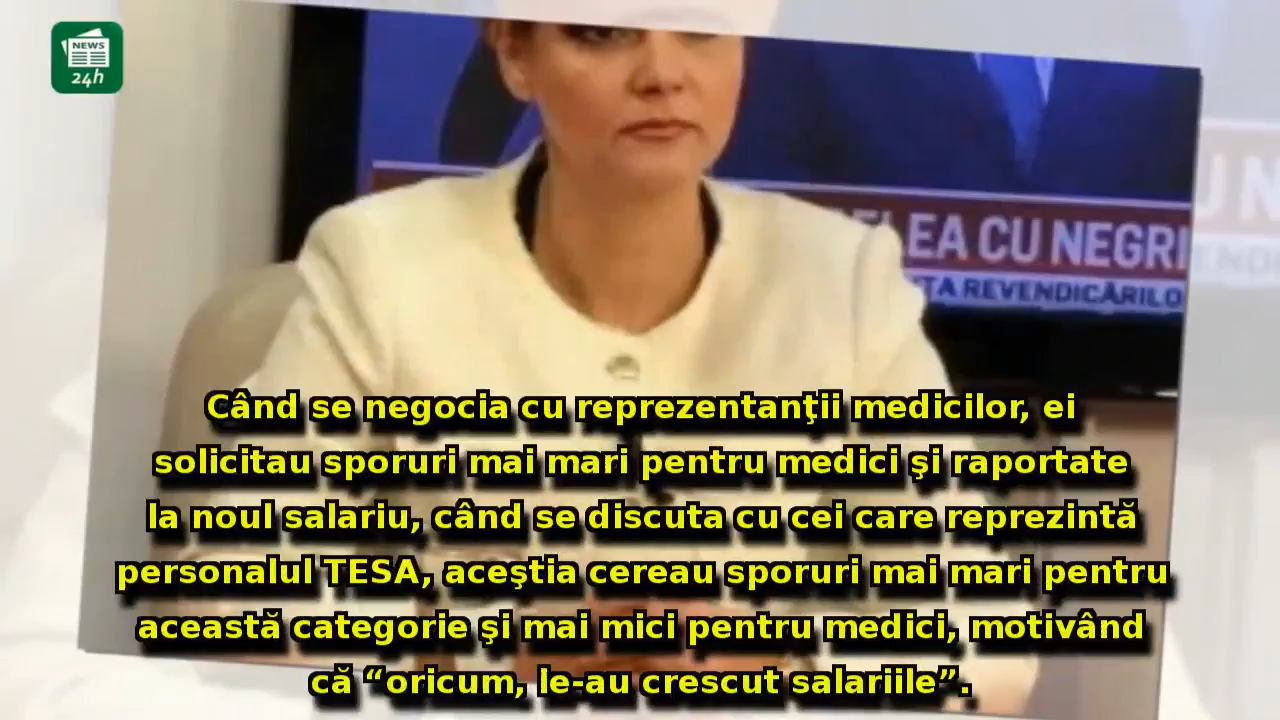 NEWS
24h
LEA CU NEGRI
TA REVENDICĂRILO
Când se negocia cu reprezentanţii medicilor, ei
solicitau sporuri mai mari pentru medici şi raportate
la noul salariu, când se discuta cu cei care reprezintă
personalul TESA, aceştia cereau sporuri mai mari pentru
această categorie şi mai mici pentru medici, motivând
că “oricum, le-au crescut salariile”.